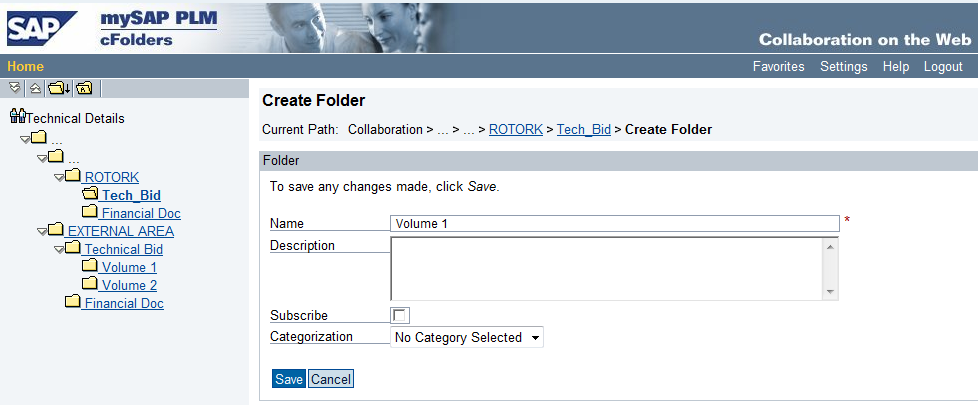 SAP
mySAP PLM
cFolders
Collaboration on the Web
Home
Favorites Settings Help Logout
Technical Details
...
...
ROTORK
Tech_Bid
Financial Doc
EXTERNAL AREA
Technical Bid
Volume 1
Volume 2
Financial Doc
Create Folder
Current Path: Collaboration > ... > ... > ROTORK > Tech_Bid > Create Folder
Folder
To save any changes made, click Save.
Name Volume 1 *
Description
Subscribe
Categorization No Category Selected
Save Cancel